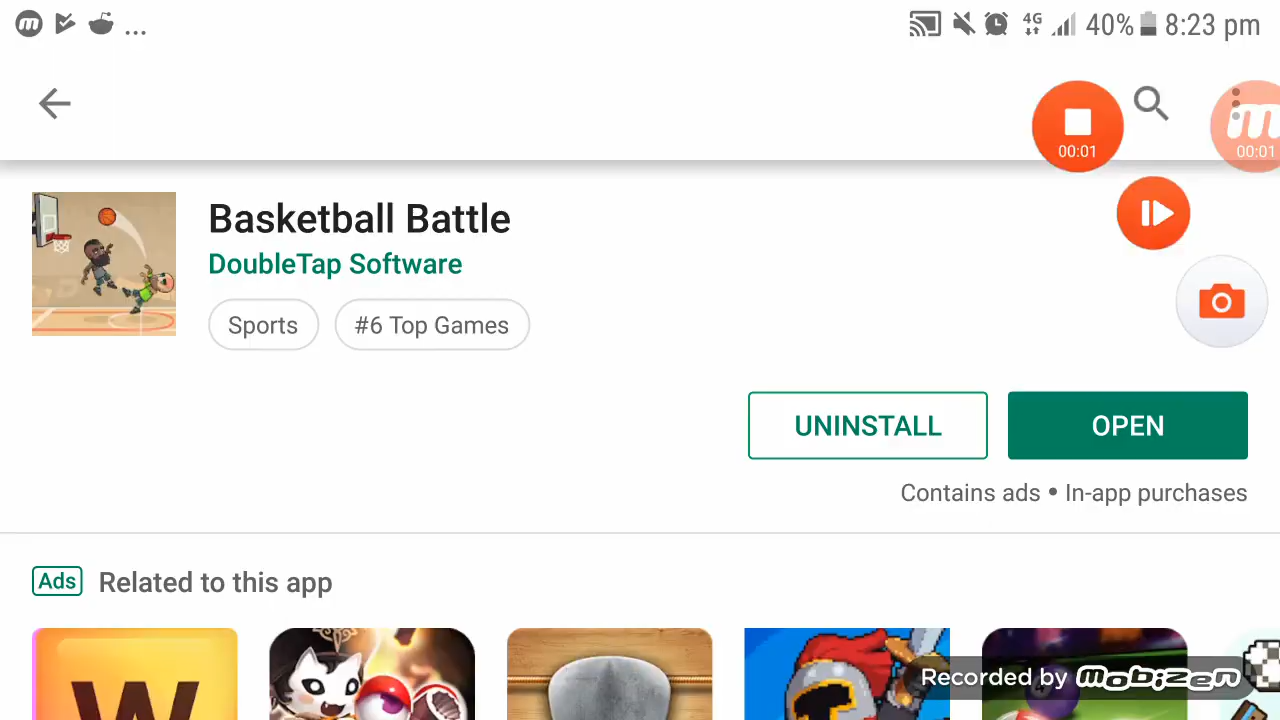 ... 4G 40% 8:23 pm
00:01
00:01
Basketball Battle
DoubleTap Software
Sports #6 Top Games
UNINSTALL OPEN
Contains ads • In-app purchases
Ads Related to this app
W
Recorded by mobizen